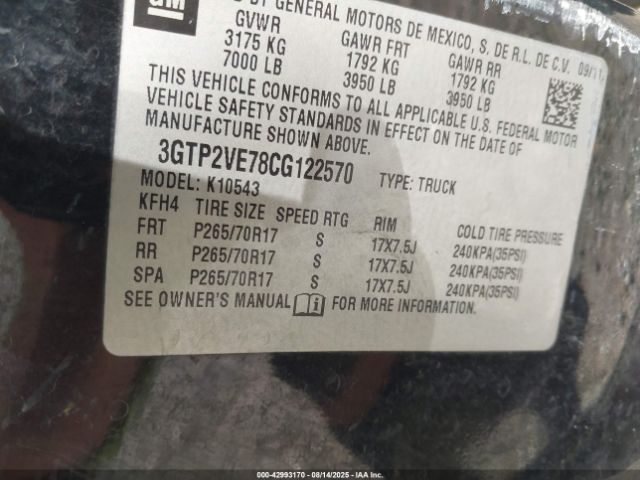 GM
BY GENERAL MOTORS DE MEXICO, S. DE R.L. DE C.V. 09/11
GVWR GAWR FRT GAWR RR
3175 KG 1792 KG 1792 KG
7000 LB 3950 LB 3950 LB
THIS VEHICLE CONFORMS TO ALL APPLICABLE U.S. FEDERAL MOTOR
VEHICLE SAFETY STANDARDS IN EFFECT ON THE DATE OF
MANUFACTURE SHOWN ABOVE.
3GTP2VE78CG122570 TYPE: TRUCK
MODEL: K10543
KFH4 TIRE SIZE SPEED RTG RIM COLD TIRE PRESSURE
FRT P265/70R17 S 17X7.5J 240KPA(35PSI)
RR P265/70R17 S 17X7.5J 240KPA(35PSI)
SPA P265/70R17 S 17X7.5J 240KPA(35PSI)
SEE OWNER'S MANUAL FOR MORE INFORMATION.
000-42993170 08/14/2025 IAAI.COM